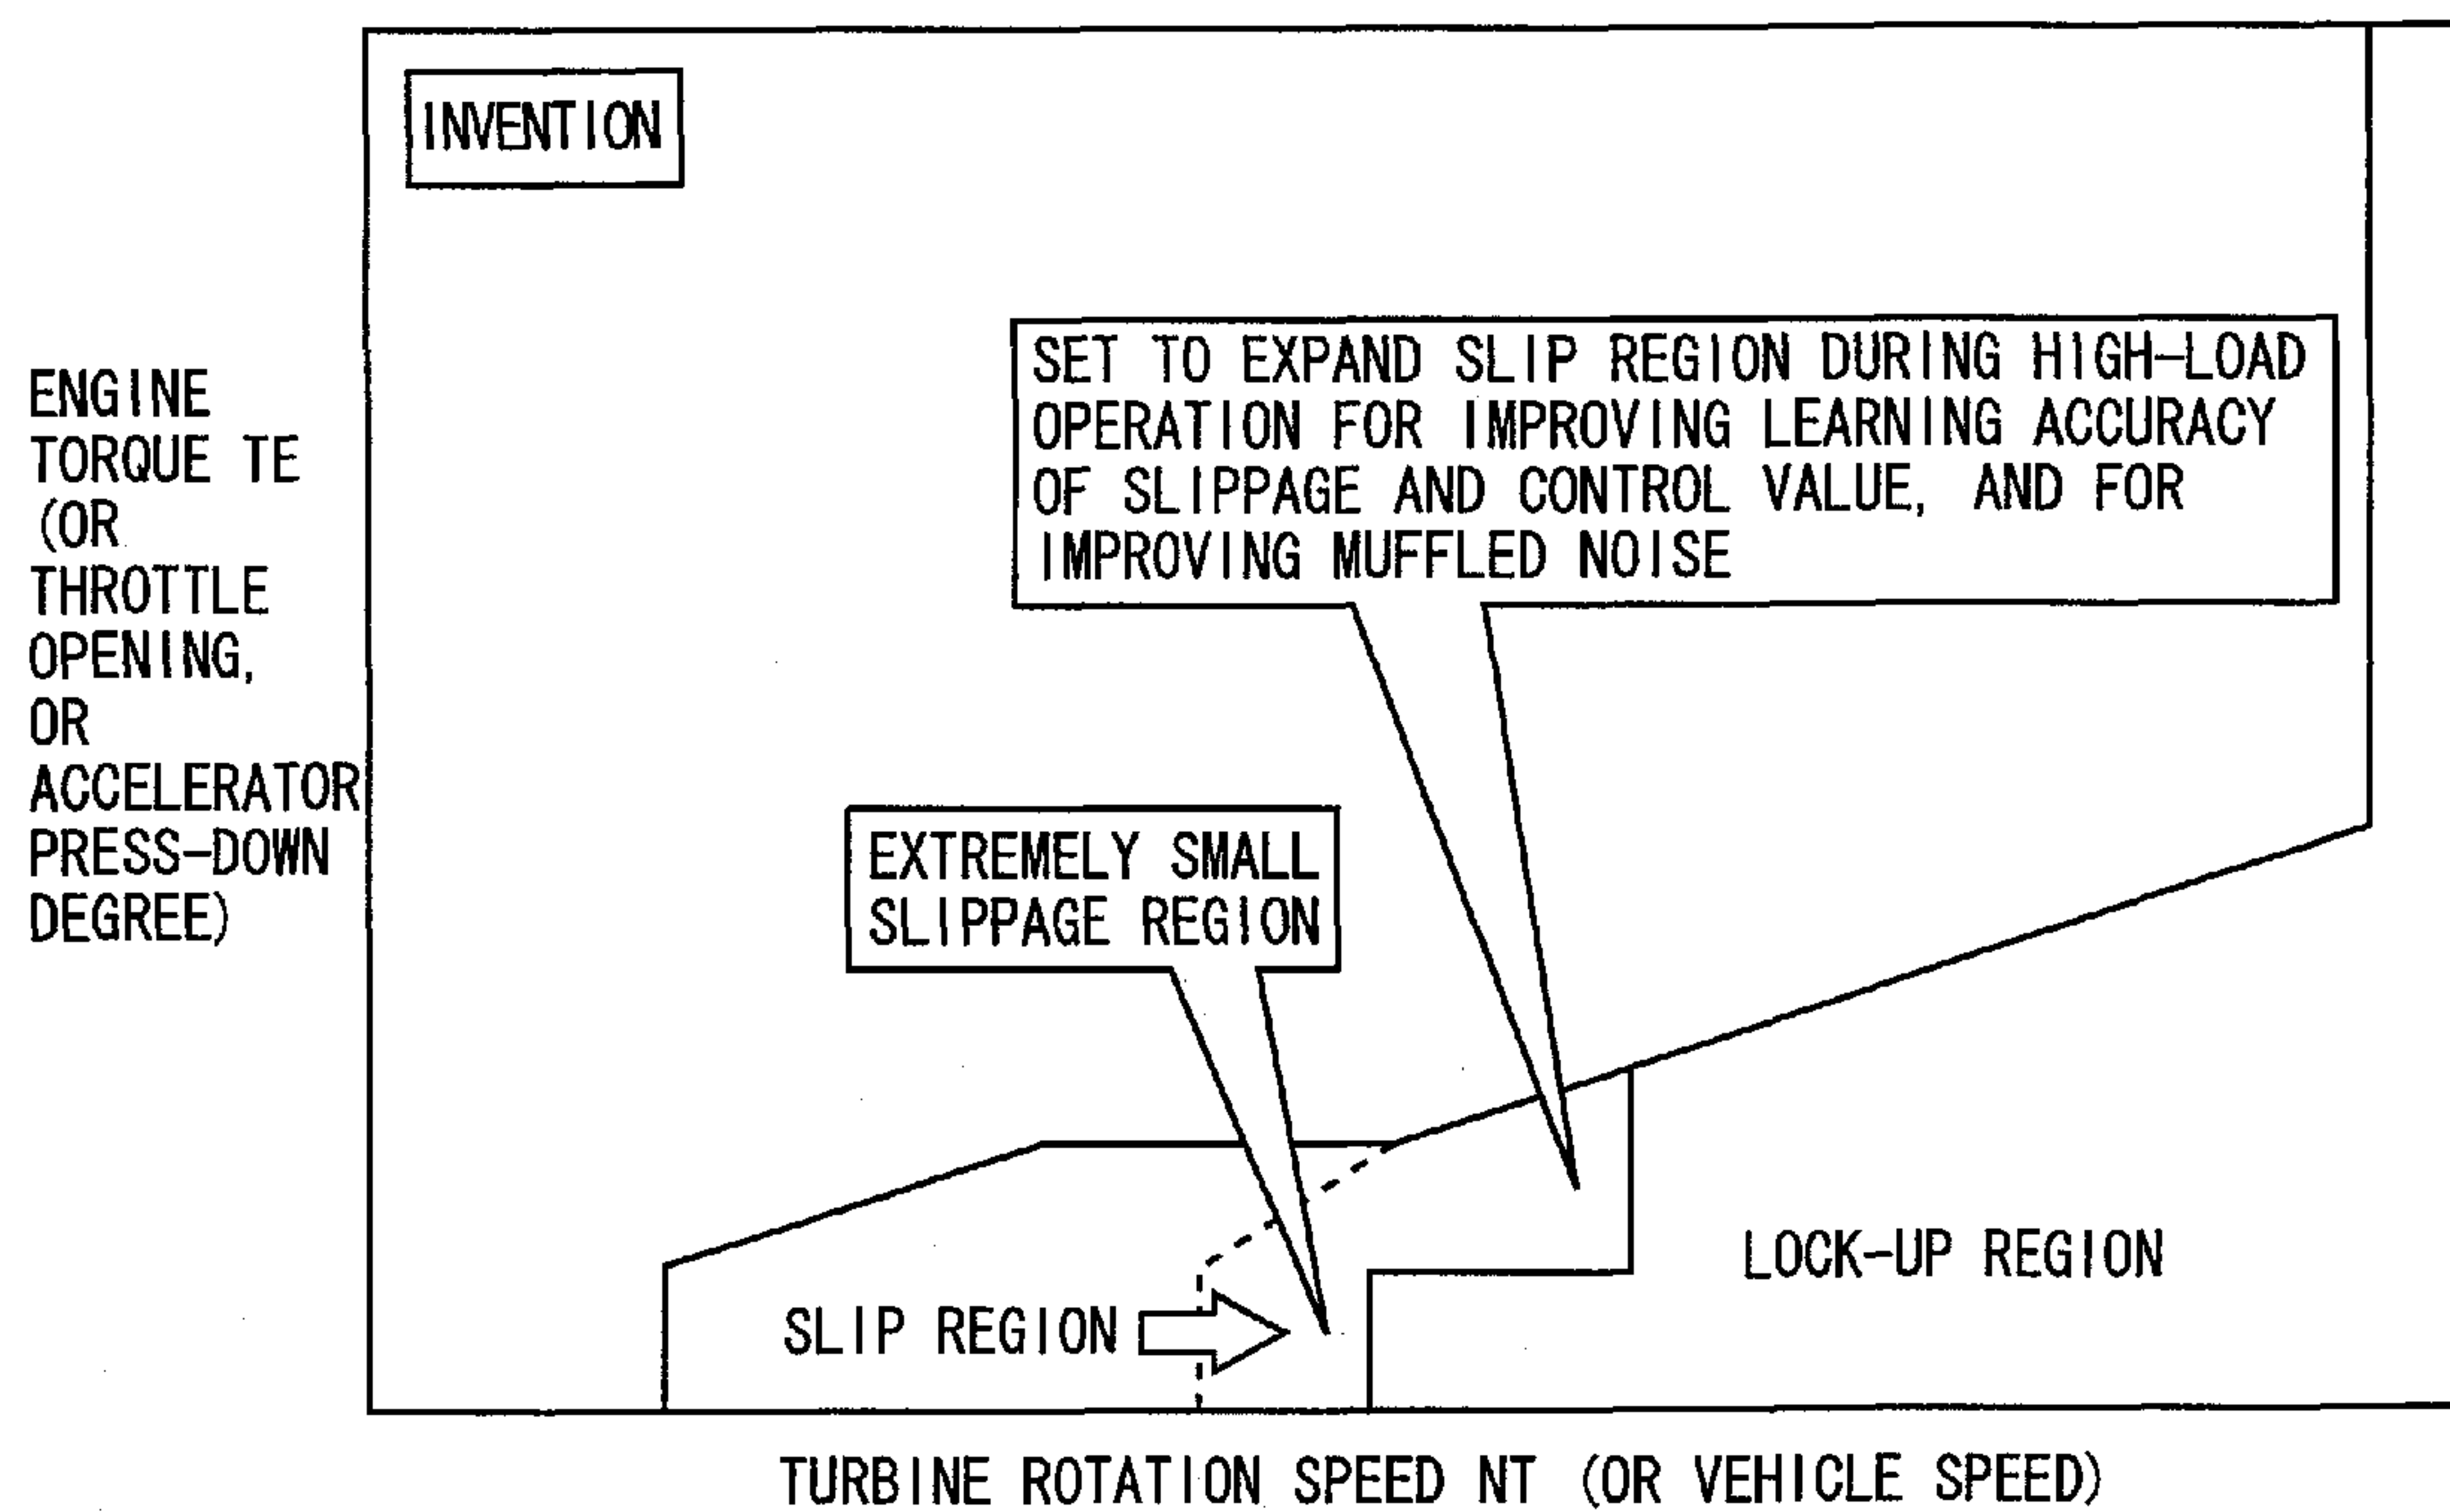 INVENTION
SET TO EXPAND SLIP REGION DURING HIGH-LOAD
OPERATION FOR IMPROVING LEARNING ACCURACY
OF SLIPPAGE AND CONTROL VALUE, AND FOR
IMPROVING MUFFLED NOISE
ENGINE
TORQUE TE
(OR
THROTTLE
OPENING,
OR
ACCELERATOR
PRESS-DOWN
DEGREE)
EXTREMELY SMALL
SLIPPAGE REGION
LOCK-UP REGION
SLIP REGION
TURBINE ROTATION SPEED NT (OR VEHICLE SPEED)